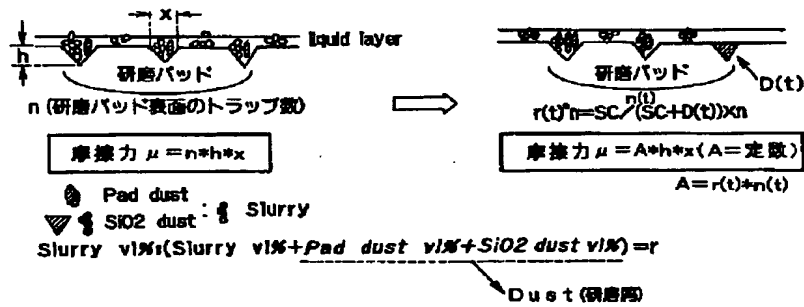 x
liquid layer
h
研磨パッド
n (研磨パッド表面のトラップ数)
摩擦力 μ=n*h*x
研磨パッド
D(t)
n(t)
r(t)*n=SC/(SC+D(t))×n
摩擦力 μ=A*h*x(A=定数)
A=r(t)*n(t)
Pad dust
SiO2 dust : Slurry
Slurry vl%:(Slurry vl%+Pad dust vl%+SiO2 dust vl%)=r
Dust(研磨屑)